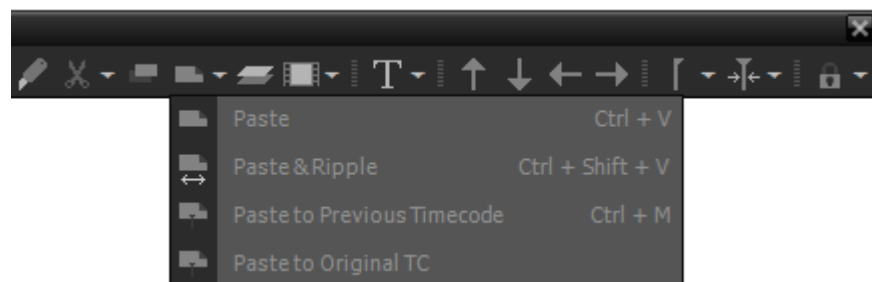 T
Paste Ctrl + V
Paste & Ripple Ctrl + Shift + V
Paste to Previous Timecode Ctrl + M
Paste to Original TC